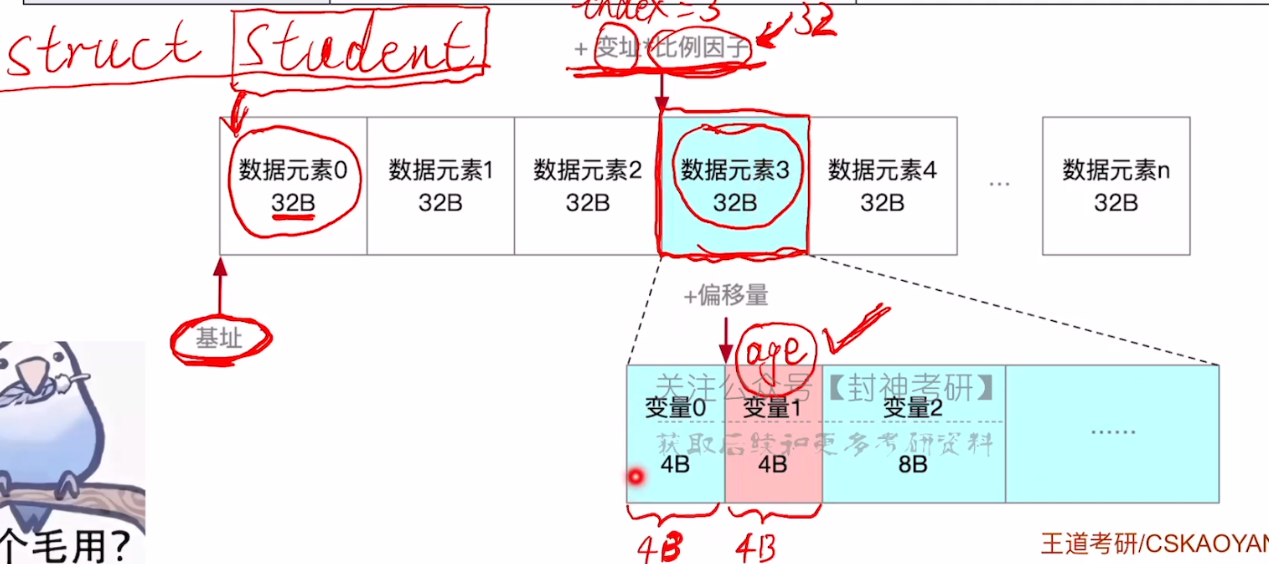 index=3
struct Student
+ 变址*比例因子 32
数据元素0 数据元素1 数据元素2 数据元素3 数据元素4 ... 数据元素n
32B 32B 32B 32B 32B 32B
+偏移量
基址
age
关注公众号【封神考研】
变量0 变量1 变量2
......
获取后续和更多考研资料
4B 4B 8B
4B 4B
个毛用?
王道考研/CSKAOYAN